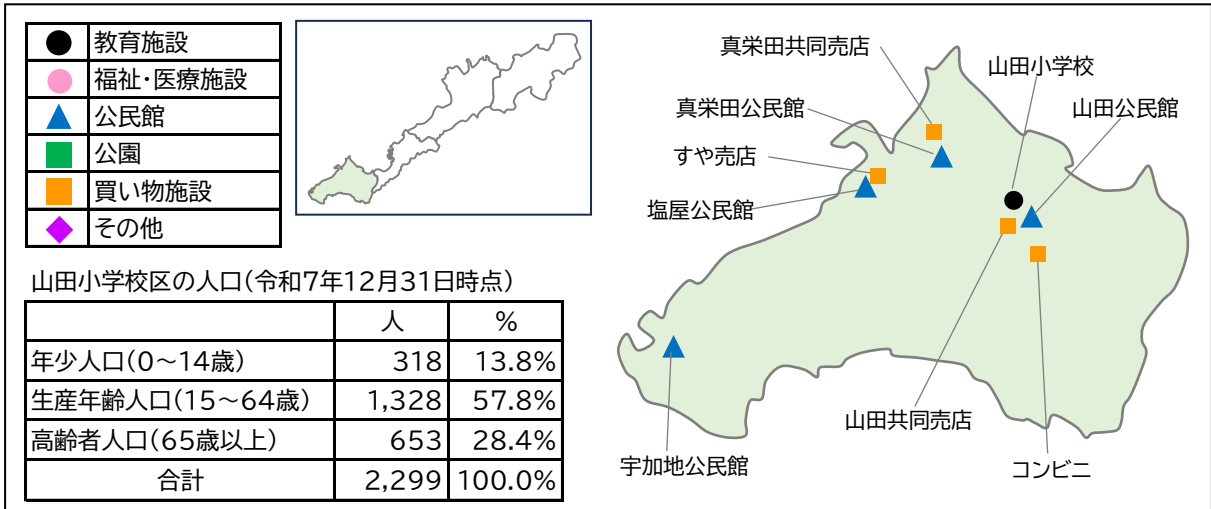 教育施設
福祉・医療施設
公民館
公園
買い物施設
その他
山田小学校区の人口(令和7年12月31日時点)
人 %
年少人口(0～14歳) 318 13.8%
生産年齢人口(15～64歳) 1,328 57.8%
高齢者人口(65歳以上) 653 28.4%
合計 2,299 100.0%
真栄田共同売店
山田小学校
真栄田公民館
山田公民館
すや売店
塩屋公民館
山田共同売店
宇加地公民館
コンビニ